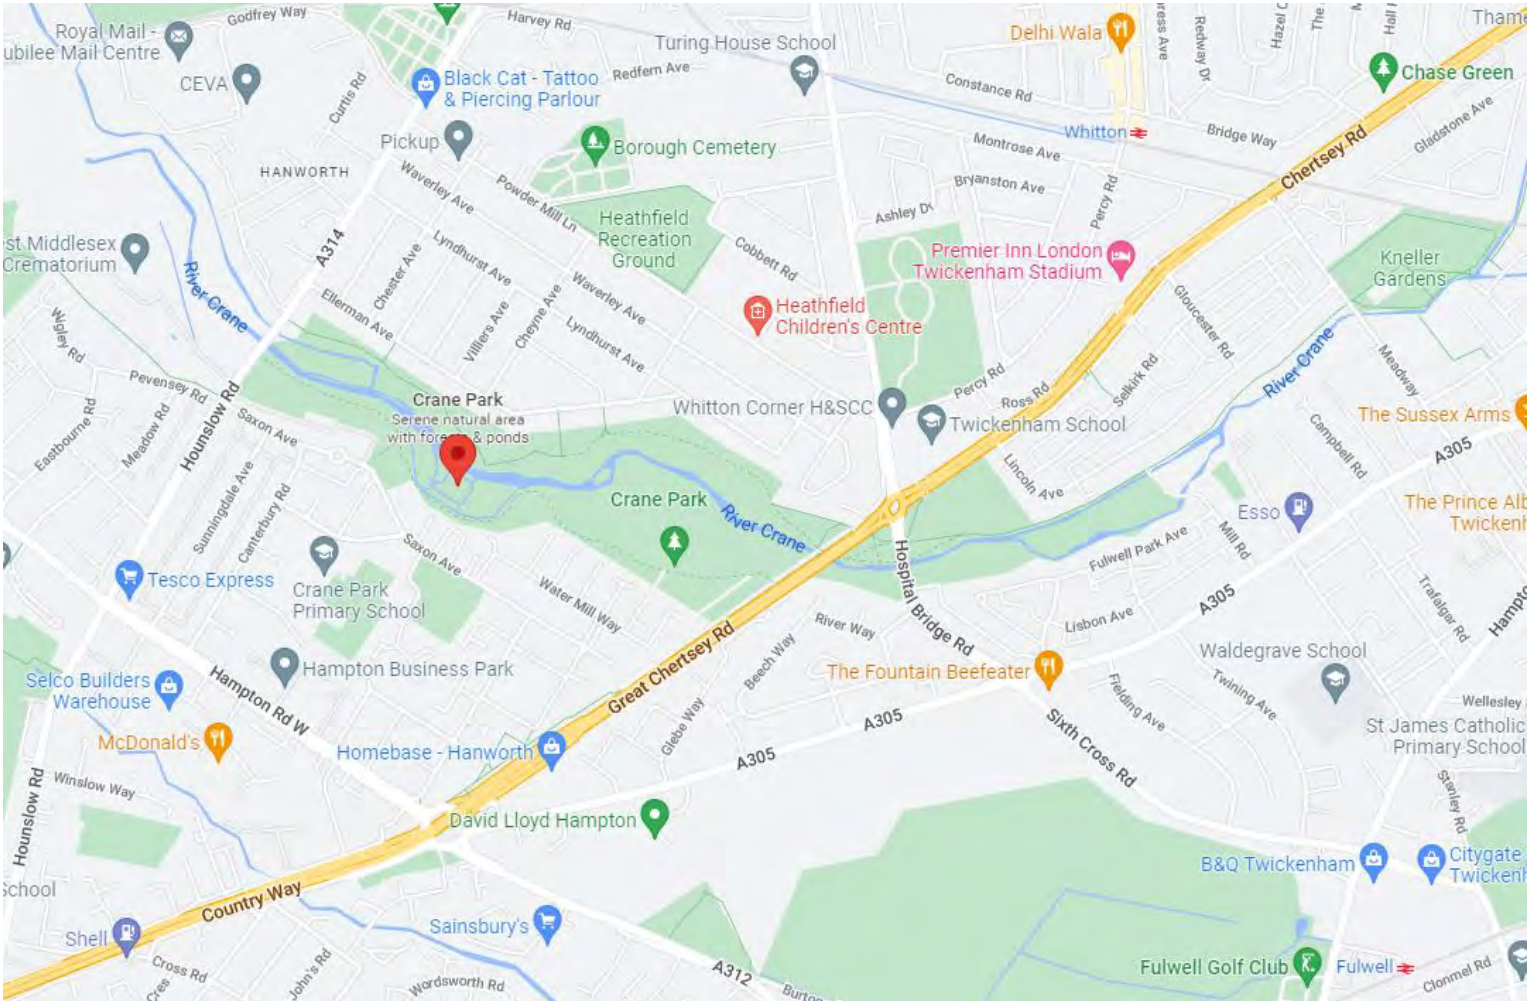 Royal Mail -
ubilee Mail Centre
Godfrey Way
Harvey Rd
Turing House School
Delhi Wala
Redway Dr
Hazel C
The
Hall
Thame
CEVA
Curtis Rd
Black Cat - Tattoo
& Piercing Parlour
Redfern Ave
Constance Rd
Chase Green
Pickup
Borough Cemetery
Whitton
Bridge Way
Gladstone Ave
HANWORTH
Waverley Ave
Powder Mill Ln
Montrose Ave
Bryanston Ave
Chertsey Rd
Percy Rd
Ashley Dr
Heathfield
Recreation
Ground
Cobbett Rd
st Middlesex
Crematorium
A314
Lyndhurst Ave
Chester Ave
Premier Inn London
Twickenham Stadium
Kneller
Gardens
River Crane
Ellerman Ave
Villiers Ave
Cheyne Ave
Waverley Ave
Lyndhurst Ave
Heathfield
Children's Centre
Gloucester Rd
River Crane
Meadway
Wigley Rd
Pevensey Rd
Hounslow Rd
Crane Park
Serene natural area
& ponds
Whitton Corner H&SCC
Percy Rd
Ross Rd
Selkirk Rd
Twickenham School
The Sussex Arms
Eastbourne Rd
Meadow Rd
Saxon Ave
Campbell Rd
A305
Lincoln Ave
Sunningdale Ave
Canterbury Rd
Crane Park
River Crane
Esso
The Prince Alb
Twickenh
Saxon Ave
Mill Rd
Fulwell Park Ave
Tesco Express
Crane Park
Primary School
Water Mill Way
Hospital Bridge Rd
River Way
Lisbon Ave
A305
Trafalgar Rd
Hampto
Hampton Business Park
Great Chertsey Rd
Beech Way
The Fountain Beefeater
Waldegrave School
Selco Builders
Warehouse
Hampton Rd W
Glebe Way
A305
Fielding Ave
Twining Ave
Wellesley
McDonald's
Homebase - Hanworth
A305
Sixth Cross Rd
St James Catholic
Primary School
Hounslow Rd
Winslow Way
Stanley Rd
David Lloyd Hampton
B&Q Twickenham
Citygate
Twickenh
School
Country Way
Shell
Sainsbury's
Cross Rd
Cres
John's Rd
Wordsworth Rd
A312
Burto
Fulwell Golf Club
Fulwell
Clonmel Rd